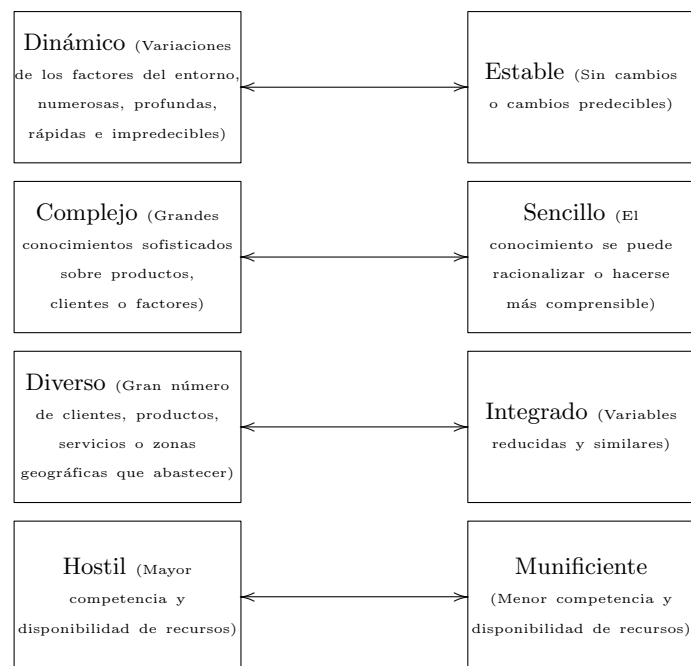 Dinámico (Variaciones
de los factores del entorno,
numerosas, profundas,
rápidas e impredecibles)
Estable (Sin cambios
o cambios predecibles)
Complejo (Grandes
conocimientos sofisticados
sobre productos,
clientes o factores)
Sencillo (El
conocimiento se puede
racionalizar o hacerse
más comprensible)
Diverso (Gran número
de clientes, productos,
servicios o zonas
geográficas que abastecer)
Integrado (Variables
reducidas y similares)
Hostil (Mayor
competencia y
disponibilidad de recursos)
Munificiente
(Menor competencia y
disponibilidad de recursos)